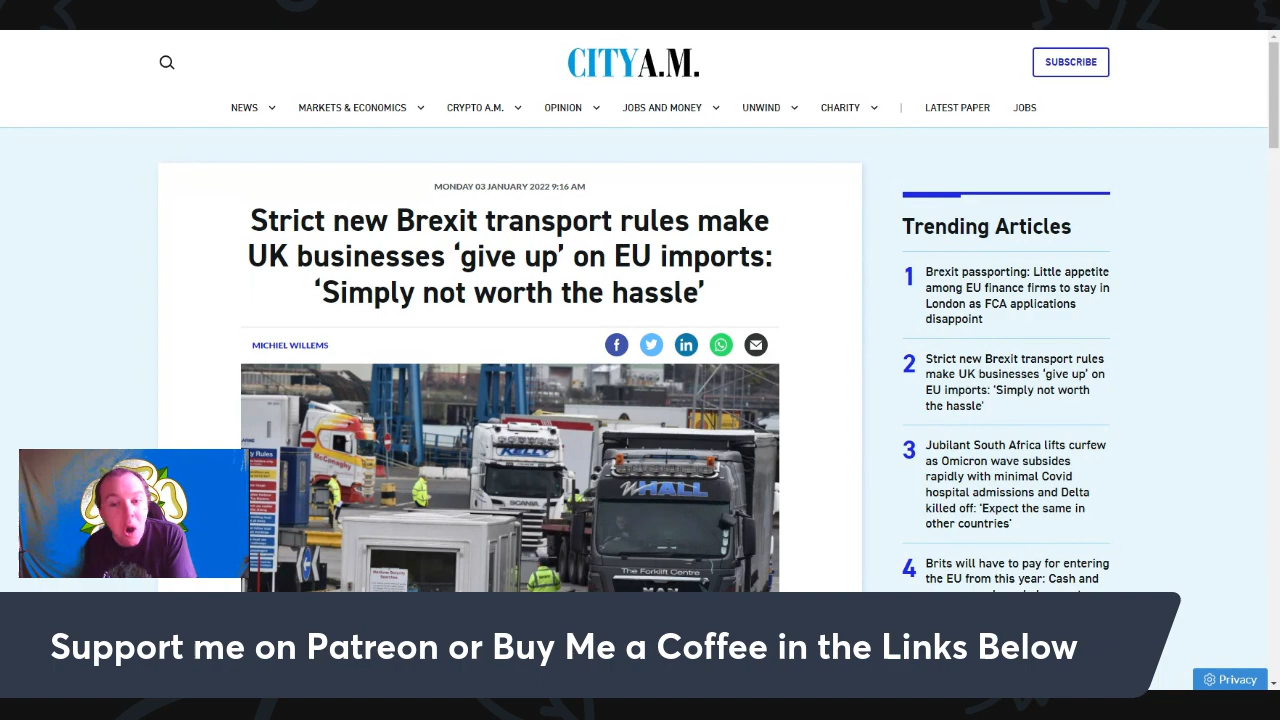 CITYA.M.
SUBSCRIBE
NEWS
MARKETS & ECONOMICS
CRYPTO A.M.
OPINION
JOBS AND MONEY
UNWIND
CHARITY
|
LATEST PAPER
JOBS
MONDAY 03 JANUARY 2022 9:16 AM
Strict new Brexit transport rules make
UK businesses ‘give up’ on EU imports:
‘Simply not worth the hassle’
MICHIEL WILLEMS
McConaghy
KELLY
SCANIA
HALL
The Forklift Centre
MAN
Trending Articles
1
Brexit passporting: Little appetite
among EU finance firms to stay in
London as FCA applications
disappoint
2
Strict new Brexit transport rules
make UK businesses ‘give up’ on
EU imports: ‘Simply not worth
the hassle’
3
Jubilant South Africa lifts curfew
as Omicron wave subsides
rapidly with minimal Covid
hospital admissions and Delta
killed off: ‘Expect the same in
other countries’
4
Brits will have to pay for entering
the EU from this year: Cash and
Support me on Patreon or Buy Me a Coffee in the Links Below
Privacy